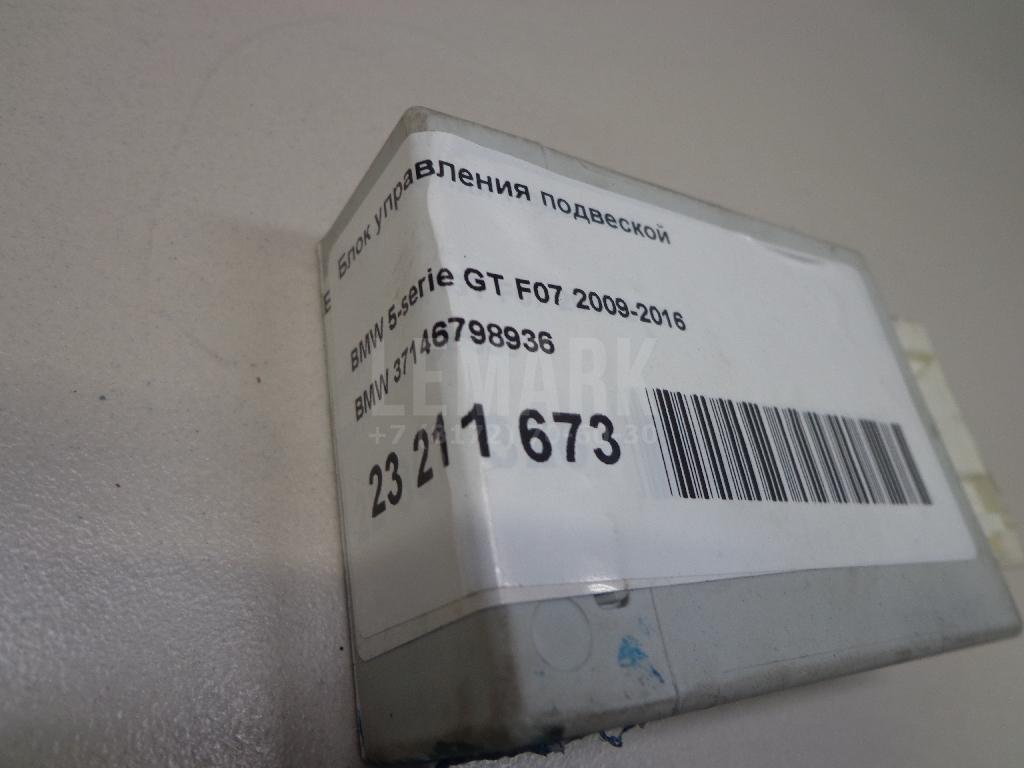 Блок управления подвеской
BMW 5-serie GT F07 2009-2016
BMW 37146798936
LEMARK
23 211 673